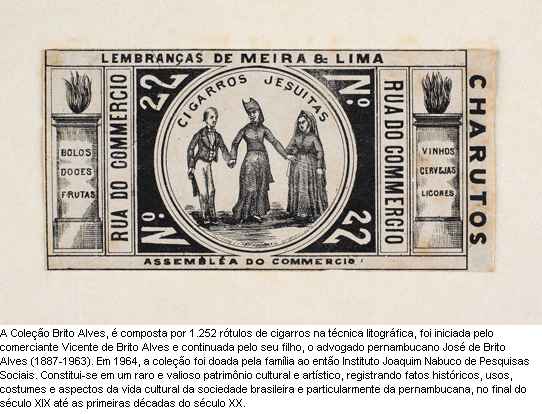 LEMBRANÇAS DE MEIRA & LIMA
RUA DO COMMERCIO
Nº 22
CIGARROS JESUITAS
Nº 22
RUA DO COMMERCIO
CHARUTOS
BOLOS
DOCES
FRUTAS
VINHOS
CERVEJAS
LICORES
ASSEMBLÉA DO COMMERCIO
A Coleção Brito Alves, é composta por 1.252 rótulos de cigarros na técnica litográfica, foi iniciada pelo
comerciante Vicente de Brito Alves e continuada pelo seu filho, o advogado pernambucano José de Brito
Alves (1887-1963). Em 1964, a coleção foi doada pela família ao então Instituto Joaquim Nabuco de Pesquisas
Sociais. Constitui-se em um raro e valioso patrimônio cultural e artístico, registrando fatos históricos, usos,
costumes e aspectos da vida cultural da sociedade brasileira e particularmente da pernambucana, no final do
século XIX até as primeiras décadas do século XX.